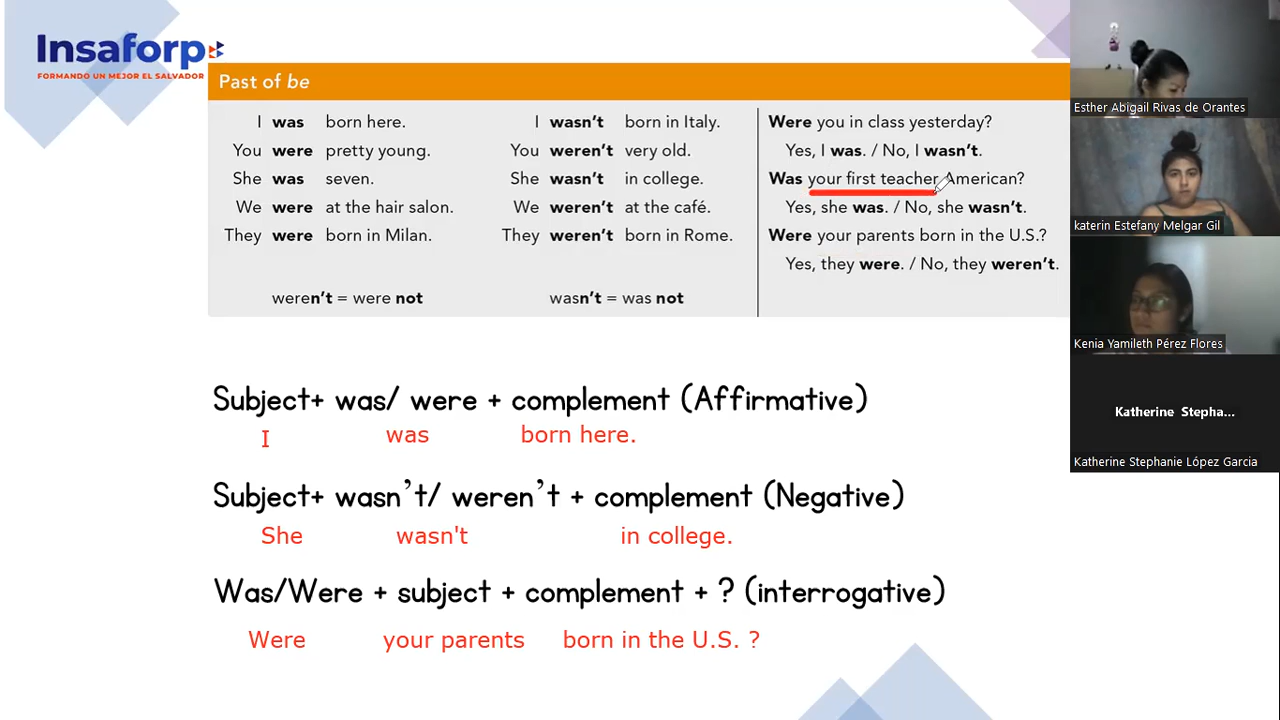 Insaforp
FORMANDO UN MEJOR EL SALVADOR
Past of be
I was born here.
You were pretty young.
She was seven.
We were at the hair salon.
They were born in Milan.
weren't = were not
I wasn't born in Italy.
You weren't very old.
She wasn't in college.
We weren't at the café.
They weren't born in Rome.
wasn't = was not
Were you in class yesterday?
Yes, I was. / No, I wasn't.
Was your first teacher American?
Yes, she was. / No, she wasn't.
Were your parents born in the U.S.?
Yes, they were. / No, they weren't.
Subject+ was/ were + complement (Affirmative)
I was born here.
Subject+ wasn't/ weren't + complement (Negative)
She wasn't in college.
Was/Were + subject + complement + ? (interrogative)
Were your parents born in the U.S. ?
Esther Abigail Rivas de Orantes
katerin Estefany Melgar Gil
Kenia Yamileth Pérez Flores
Katherine Stepha...
Katherine Stephanie López Garcia